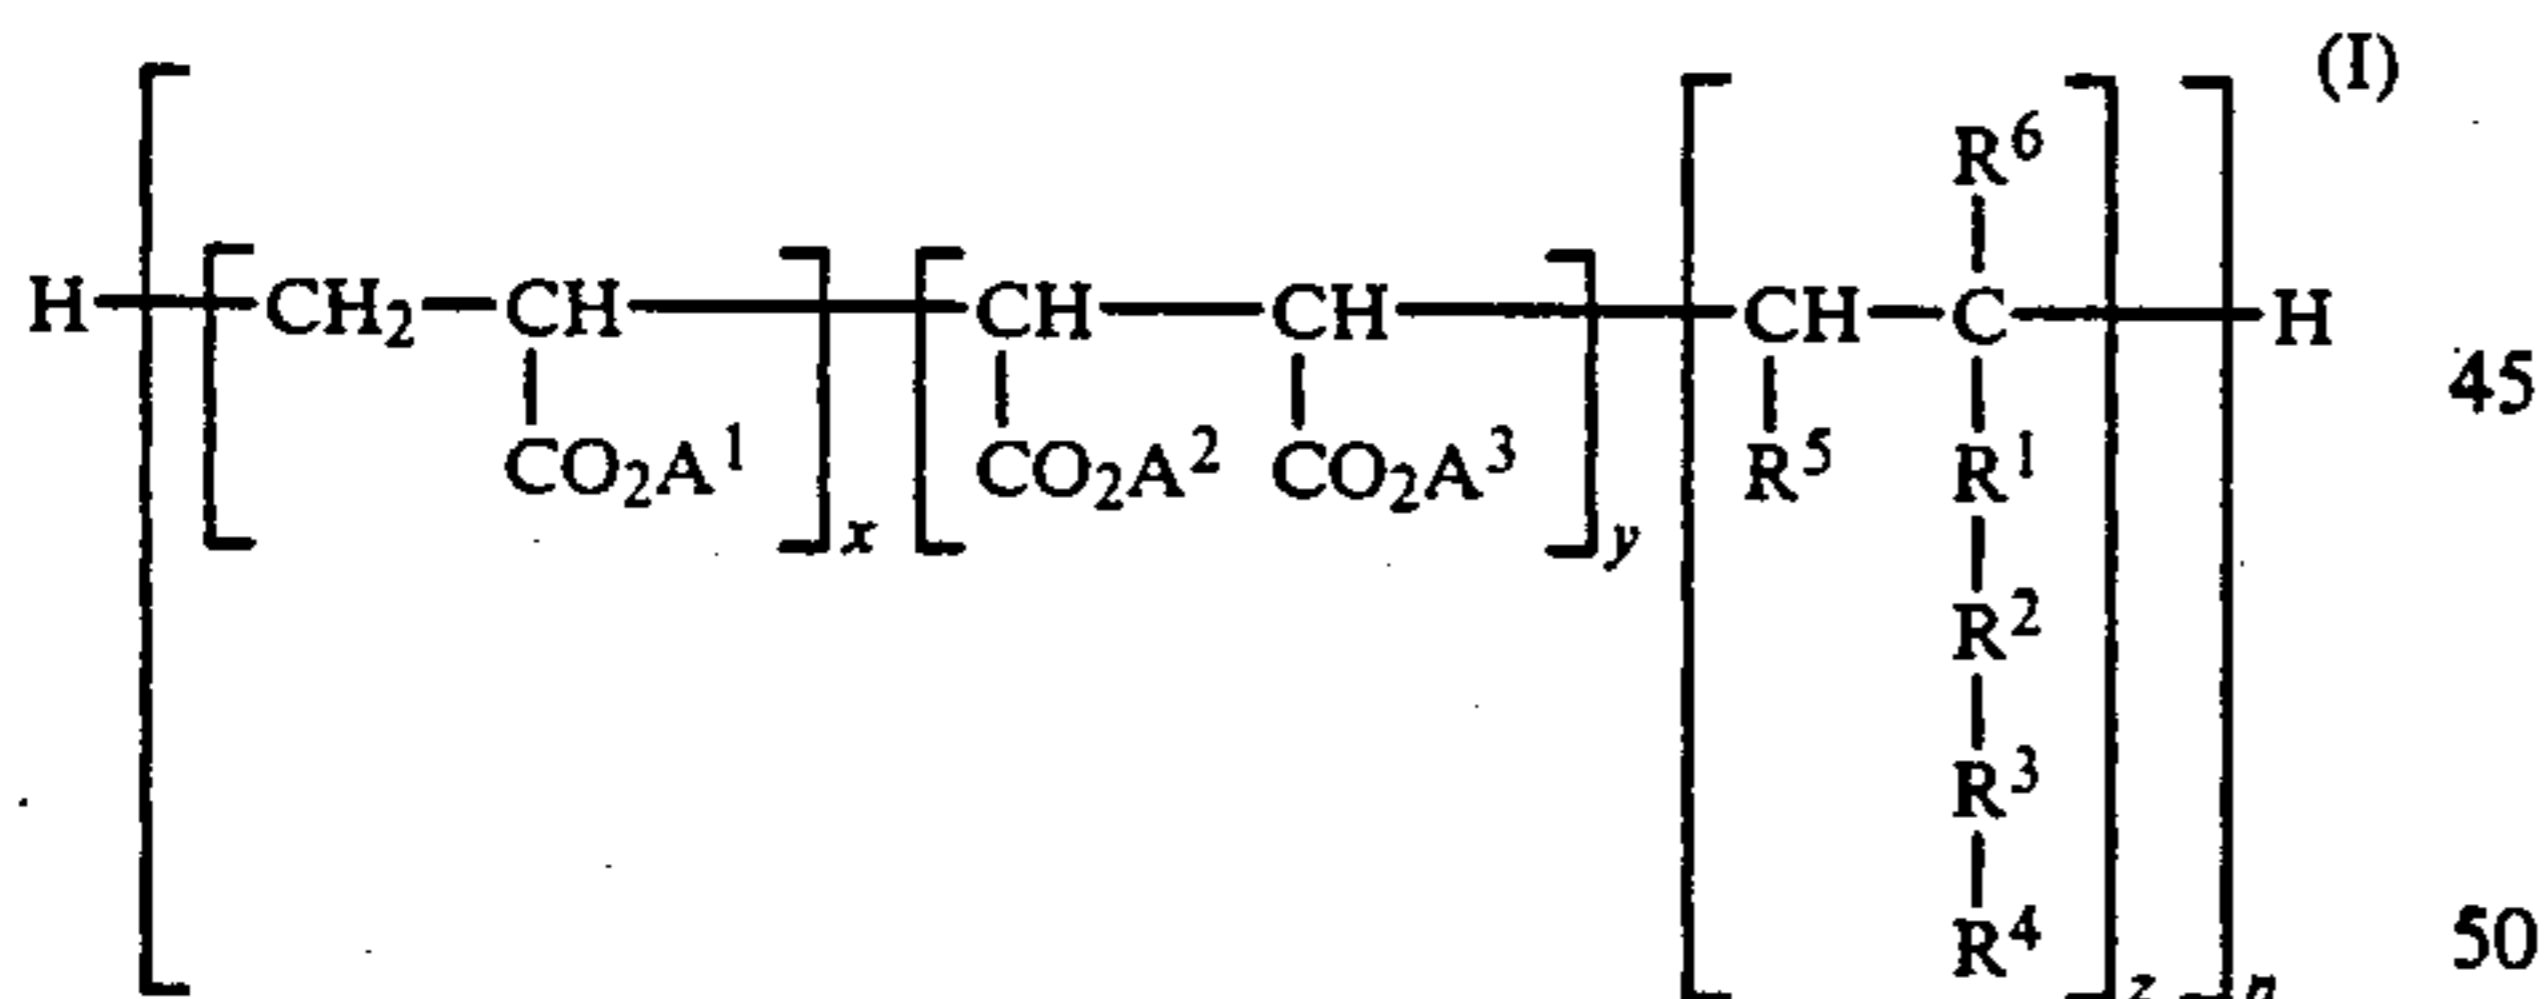 (I)
R⁶
H CH₂—CH CH—CH CH—C H
45
CO₂A¹ x CO₂A² CO₂A³ y R⁵ R¹
R²
R³
R⁴ z n
50